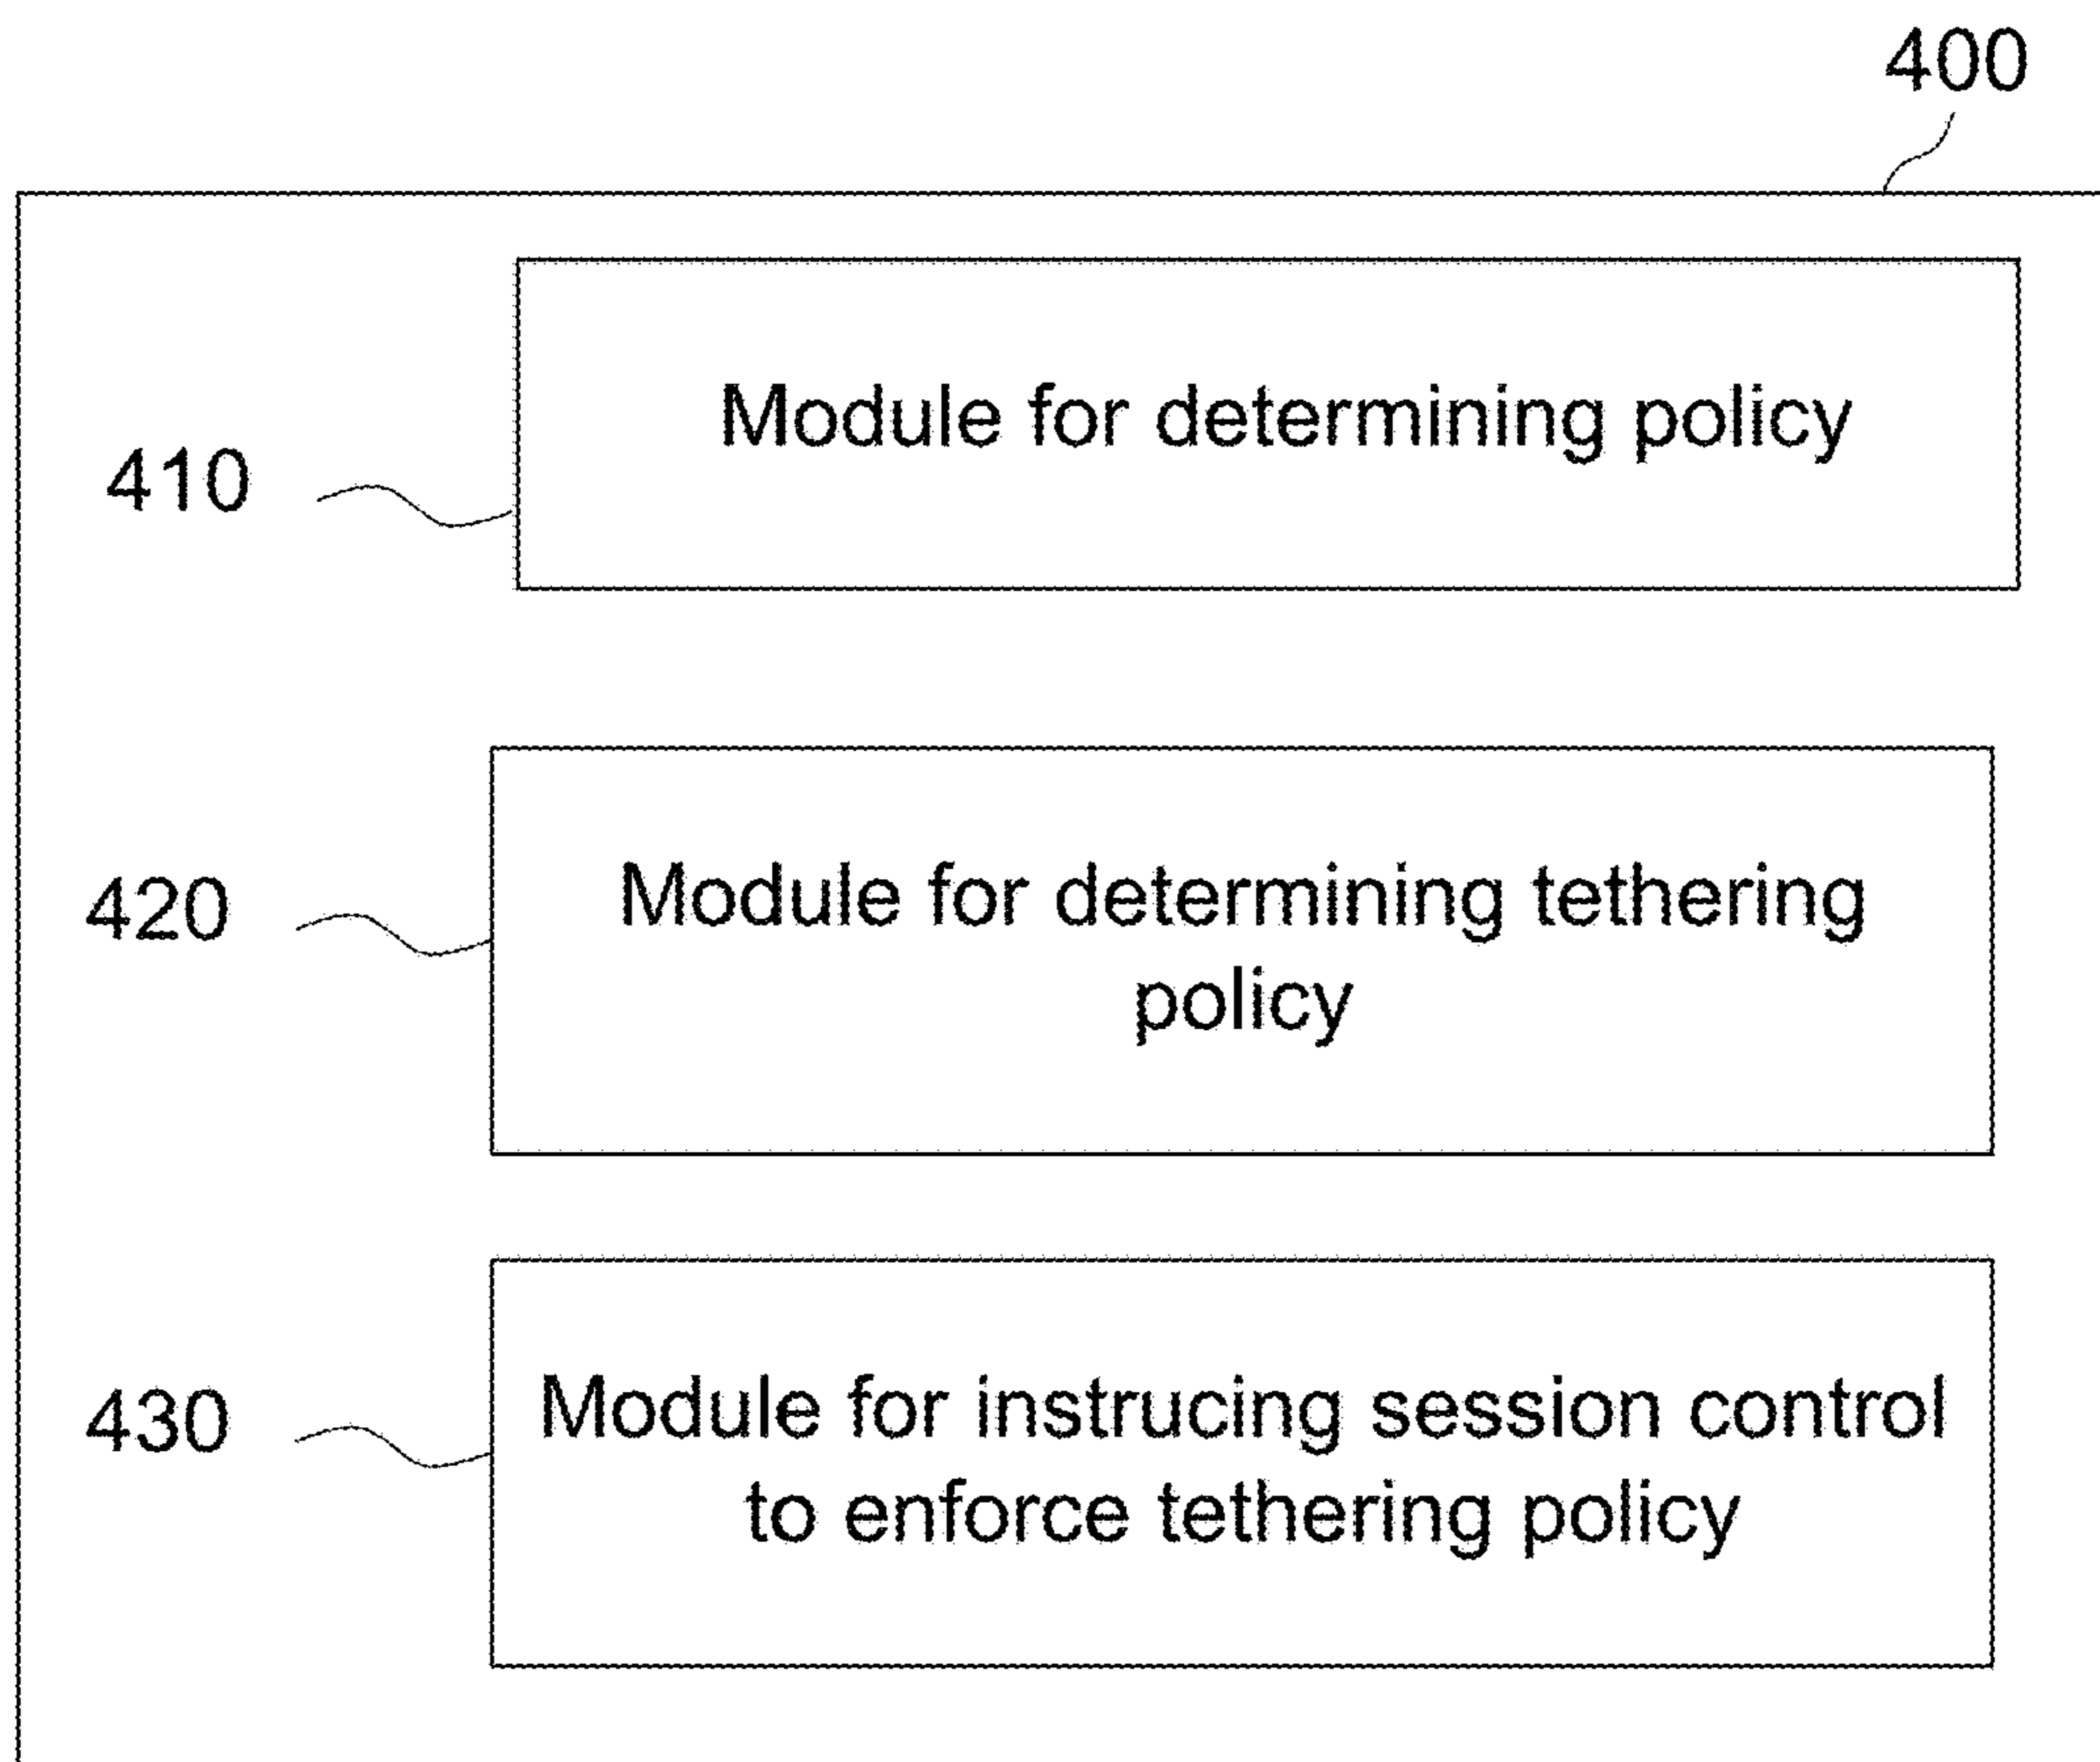 400
410
Module for determining policy
420
Module for determining tethering
policy
430
Module for instrucing session control
to enforce tethering policy